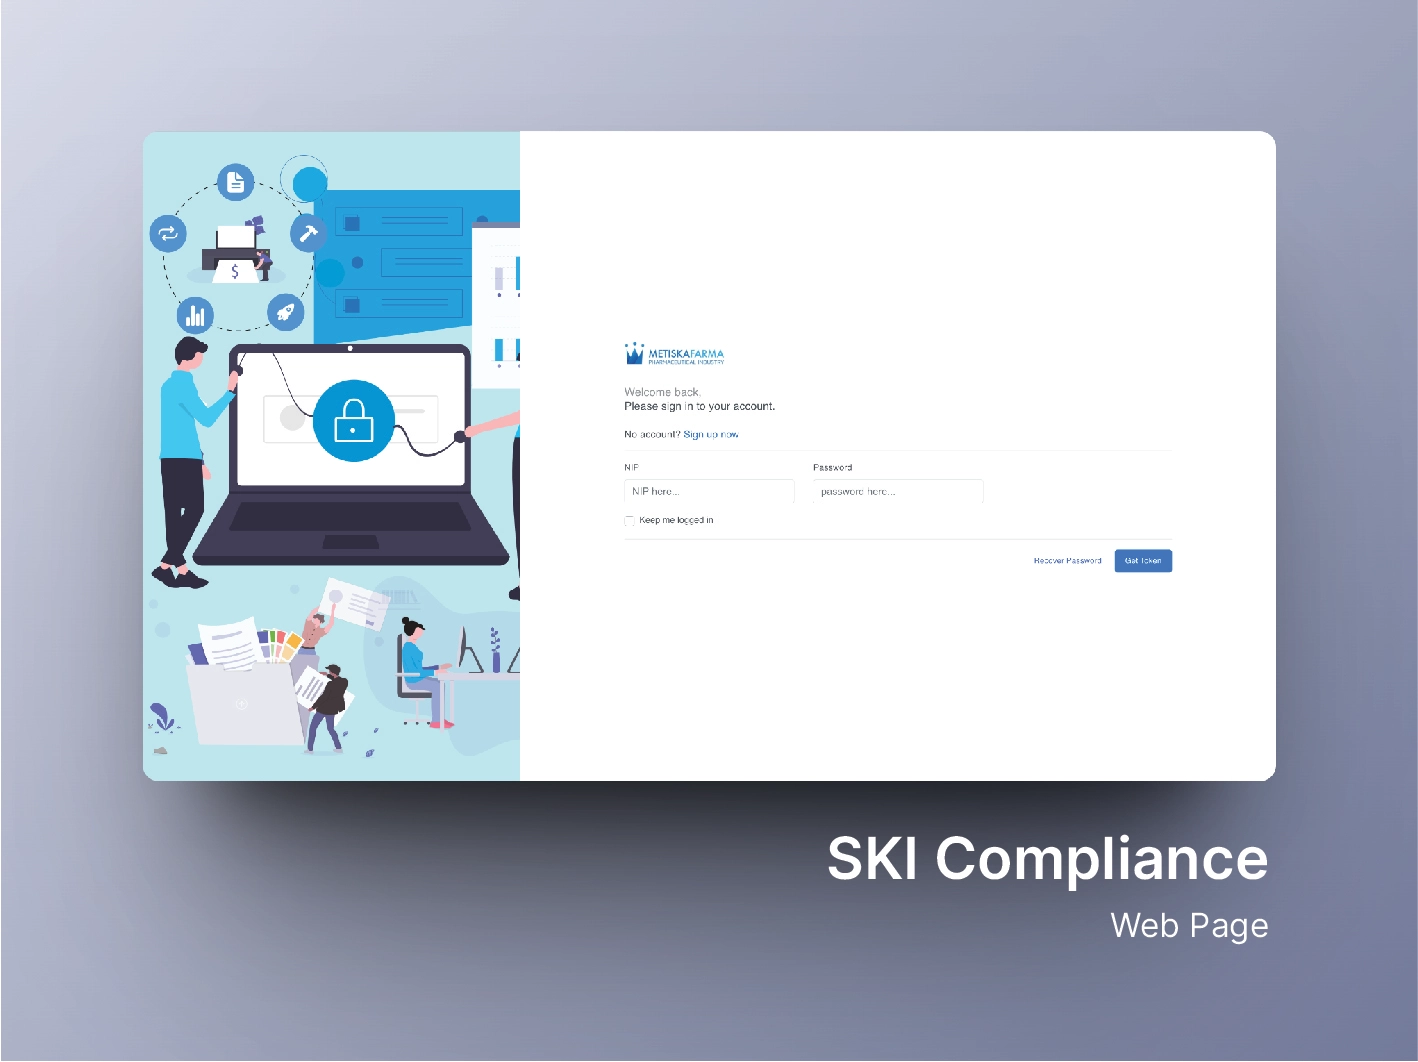 $
METISKAFARMA
PHARMACEUTICAL INDUSTRY
Welcome back,
Please sign in to your account.
No account? Sign up now
NIP Password
NIP here... password here...
Keep me logged in
Recover Password Get Token
SKI Compliance
Web Page